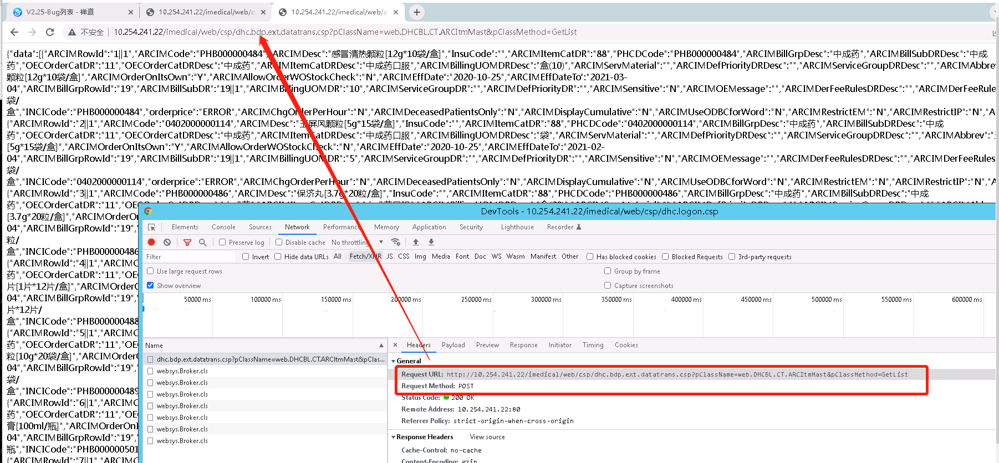 V2.25-Bug列表 - 禅道
10.254.241.22/imedical/web/cs
10.254.241.22/imedical/web/cs
不安全
10.254.241.22/imedical/web/csp/dhc.bdp.ext.datatrans.csp?pClassName=web.DHCBL.CT.ARCItmMast&pClassMethod=GetList
{"data":[{"ARCIMRowId":"1||1","ARCIMCode":"PHB000000484","ARCIMDesc":"感冒清热颗粒[12g*10袋/盒]","InsuCode":"","ARCIMItemCatDR":"88","PHCDCode":"PHB000000484","ARCIMBillGrpDesc":"中成药","ARCIMBillSubDRDesc":"中成
药","OECOrderCatDR":"11","OECOrderCatDRDesc":"中成药","ARCIMItemCatDRDesc":"中成药口服","ARCIMBillingUOMDRDesc":"盒(10)","ARCIMServMaterial":"","ARCIMDefPriorityDRDesc":"","ARCIMServiceGroupDRDesc":"","ARCIMAbbrev
颗粒[12g*10袋/盒]","ARCIMOrderOnItsOwn":"Y","ARCIMAllowOrderWOStockCheck":"N","ARCIMEffDate":"2020-10-25","ARCIMEffDateTo":"2021-03-
04","ARCIMBillGrpRowId":"19","ARCIMBillSubDR":"19||1","ARCIMBillingUOMDR":"10","ARCIMServiceGroupDR":"","ARCIMDefPriorityDR":"","ARCIMSensitive":"N","ARCIMOEMessage":"","ARCIMDerFeeRulesDRDesc":"","ARCIMDerFeeRule
袋/
盒","INCICode":"PHB000000484","orderprice":"ERROR","ARCIMChgOrderPerHour":"N","ARCIMDeceasedPatientsOnly":"N","ARCIMDisplayCumulative":"N","ARCIMUseODBCforWord":"N","ARCIMRestrictEM":"N","ARCIMRestrictIP":"N","A
{"ARCIMRowId":"2||1","ARCIMCode":"0402000000114","ARCIMDesc":"玉屏风颗粒[5g*15袋/盒]","InsuCode":"","ARCIMItemCatDR":"88","PHCDCode":"0402000000114","ARCIMBillGrpDesc":"中成药","ARCIMBillSubDRDesc":"中成
药","OECOrderCatDR":"11","OECOrderCatDRDesc":"中成药","ARCIMItemCatDRDesc":"中成药口服","ARCIMBillingUOMDRDesc":"袋","ARCIMServMaterial":"","ARCIMDefPriorityDRDesc":"","ARCIMServiceGroupDRDesc":"","ARCIMAbbrev":"
[5g*15袋/盒]","ARCIMOrderOnItsOwn":"Y","ARCIMAllowOrderWOStockCheck":"N","ARCIMEffDate":"2020-10-25","ARCIMEffDateTo":"2021-02-
04","ARCIMBillGrpRowId":"19","ARCIMBillSubDR":"19||1","ARCIMBillingUOMDR":"5","ARCIMServiceGroupDR":"","ARCIMDefPriorityDR":"","ARCIMSensitive":"N","ARCIMOEMessage":"","ARCIMDerFeeRulesDRDesc":"","ARCIMDerFeeRules
袋/
盒","INCICode":"0402000000114","orderprice":"ERROR","ARCIMChgOrderPerHour":"N","ARCIMDeceasedPatientsOnly":"N","ARCIMDisplayCumulative":"N","ARCIMUseODBCforWord":"N","ARCIMRestrictEM":"N","ARCIMRestrictIP":"N","A
{"ARCIMRowId":"3||1","ARCIMCode":"PHB000000486","ARCIMDesc":"保济丸[3.7g*20粒/盒]","InsuCode":"","ARCIMItemCatDR":"88","PHCDCode":"PHB000000486","ARCIMBillGrpDesc":"中成药","ARCIMBillSubDRDesc":"中成
药","OECOrderCatDR":"11","OEC
[3.7g*20粒/盒]","ARCIMOrderOn
04","ARCIMBillGrpRowId":"19","
粒/
盒","INCICode":"PHB000000486
{"ARCIMRowId":"4||1","ARCIMC
药","OECOrderCatDR":"11","OEC
片[1片*12片/盒]","ARCIMOrderC
04","ARCIMBillGrpRowId":"19","
片*12片/
盒","INCICode":"PHB000000488
{"ARCIMRowId":"5||1","ARCIMC
药","OECOrderCatDR":"11","OEC
粒[10g*20袋/盒]","ARCIMOrder
04","ARCIMBillGrpRowId":"19","
袋/
盒","INCICode":"PHB000000489
{"ARCIMRowId":"6||1","ARCIMC
药","OECOrderCatDR":"11","OEC
膏[100ml/瓶]","ARCIMOrderOnI
04","ARCIMBillGrpRowId":"19","
瓶","INCICode":"PHB000000501
{"ARCIMRowId":"7||1","ARCIMC
DevTools - 10.254.241.22/imedical/web/csp/dhc.logon.csp
Elements Console Sources Network Performance Memory Application Security Lighthouse Recorder
Preserve log Disable cache No throttling
Filter Invert Hide data URLs All Fetch/XHR JS CSS Img Media Font Doc WS Wasm Manifest Other Has blocked cookies Blocked Requests 3rd-party requests
Use large request rows Group by frame
Show overview Capture screenshots
50000 ms 100000 ms 150000 ms 200000 ms 250000 ms 300000 ms 350000 ms 400000 ms 450000 ms 500000 ms 550000 ms 600000 ms
Name
dhc.bdp.ext.datatrans.csp?pClassName=web.DHCBL.CT.ARCItmMast&pClas...
websys.Broker.cls
websys.Broker.cls
websys.Broker.cls
websys.Broker.cls
websys.Broker.cls
websys.Broker.cls
websys.Broker.cls
Headers Payload Preview Response Initiator Timing Cookies
General
Request URL: http://10.254.241.22/imedical/web/csp/dhc.bdp.ext.datatrans.csp?pClassName=web.DHCBL.CT.ARCItmMast&pClassMethod=GetList
Request Method: POST
Status Code: 200 OK
Remote Address: 10.254.241.22:80
Referrer Policy: strict-origin-when-cross-origin
Response Headers View source
Cache-Control: no-cache
Content-Encoding: gzip